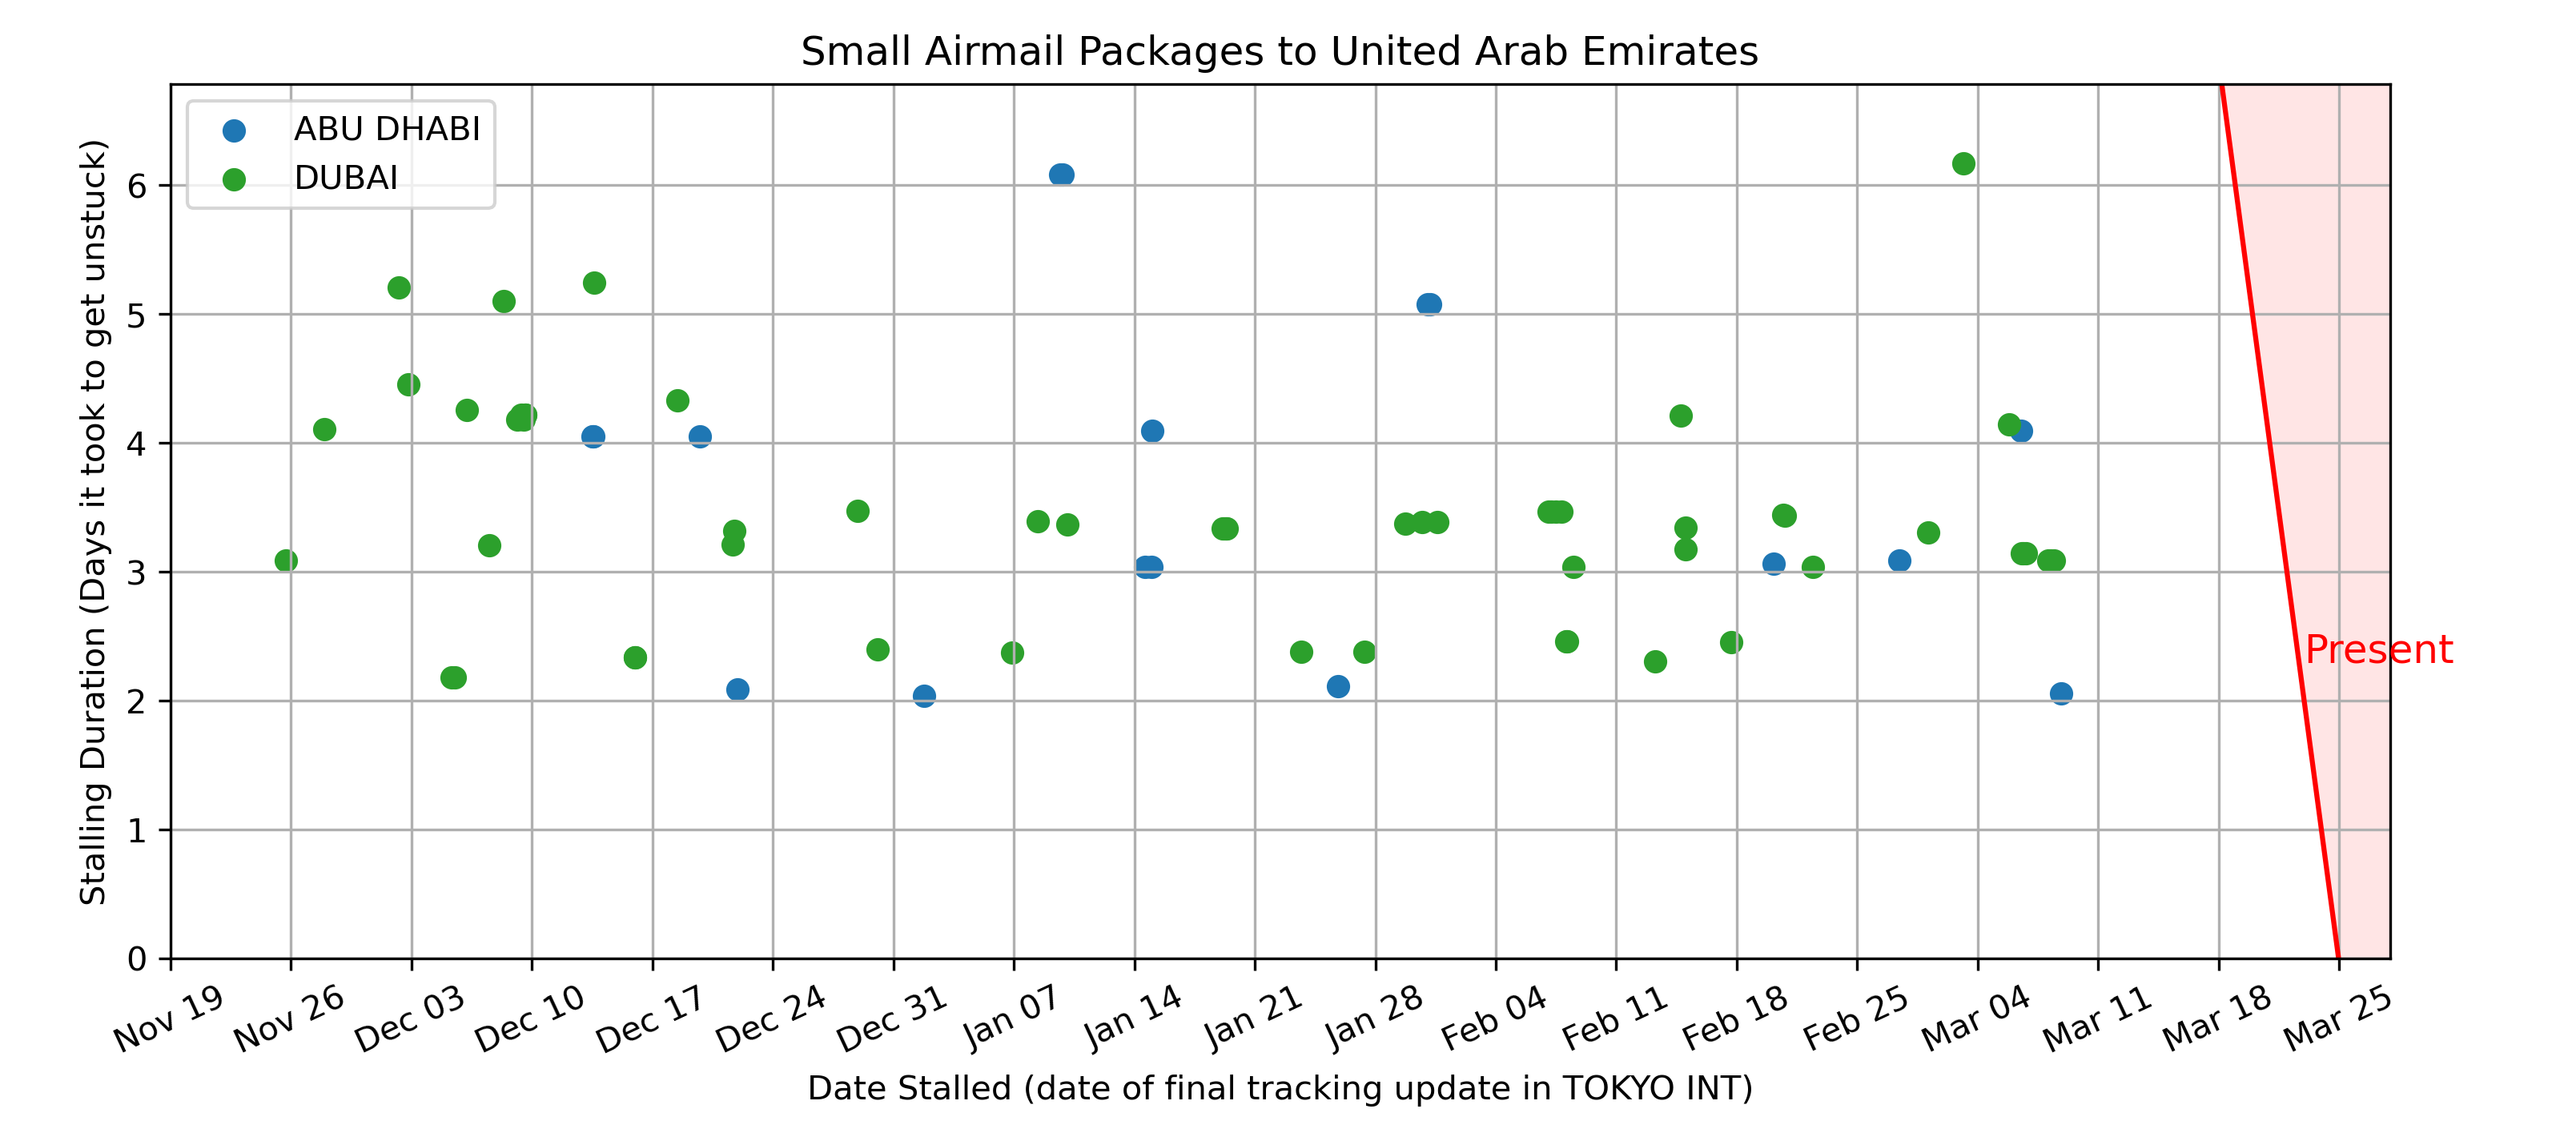 Small Airmail Packages to United Arab Emirates
ABU DHABI
DUBAI
Stalling Duration (Days it took to get unstuck)
6
5
4
3
2
1
0
Present
Nov 19
Nov 26
Dec 03
Dec 10
Dec 17
Dec 24
Dec 31
Jan 07
Jan 14
Jan 21
Jan 28
Feb 04
Feb 11
Feb 18
Feb 25
Mar 04
Mar 11
Mar 18
Mar 25
Date Stalled (date of final tracking update in TOKYO INT)